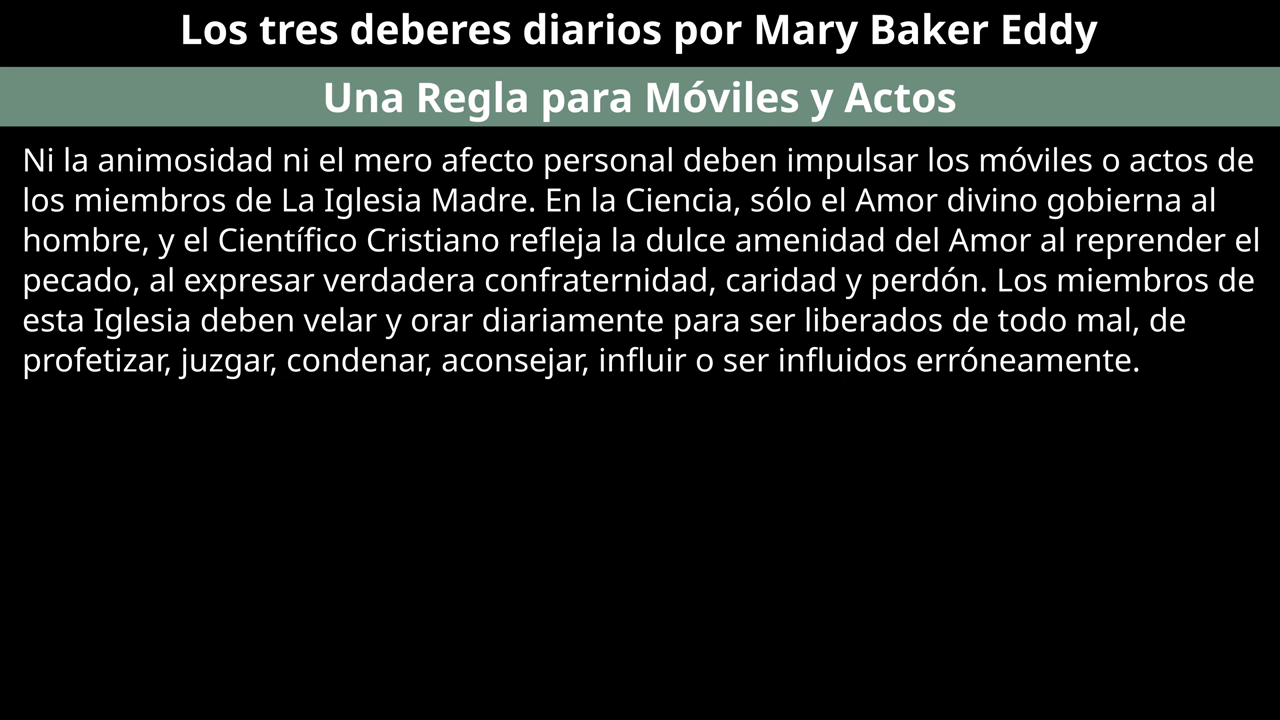 Los tres deberes diarios por Mary Baker Eddy
Una Regla para Móviles y Actos
Ni la animosidad ni el mero afecto personal deben impulsar los móviles o actos de
los miembros de La Iglesia Madre. En la Ciencia, sólo el Amor divino gobierna al
hombre, y el Científico Cristiano refleja la dulce amenidad del Amor al reprender el
pecado, al expresar verdadera confraternidad, caridad y perdón. Los miembros de
esta Iglesia deben velar y orar diariamente para ser liberados de todo mal, de
profetizar, juzgar, condenar, aconsejar, influir o ser influidos erróneamente.